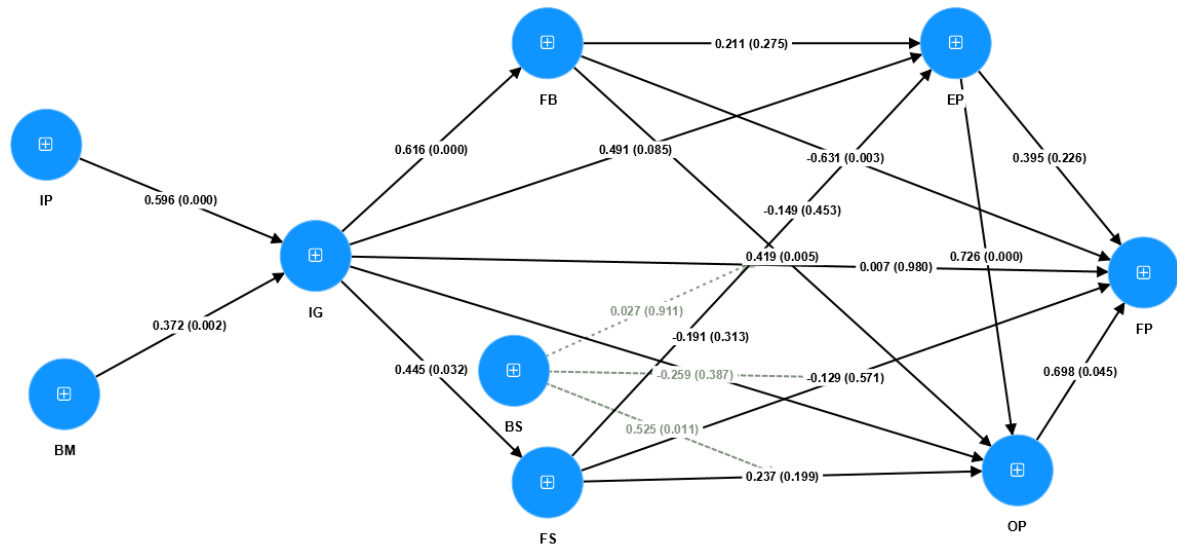 0.211 (0.275)
FB
EP
0.616 (0.000)
0.491 (0.085)
-0.631 (0.003)
0.395 (0.226)
IP
0.596 (0.000)
-0.149 (0.453)
0.419 (0.005)
0.726 (0.000)
0.007 (0.980)
IG
FP
0.027 (0.911)
0.372 (0.002)
-0.191 (0.313)
0.445 (0.032)
-0.259 (0.387)
-0.129 (0.571)
0.698 (0.045)
BS
BM
0.525 (0.011)
0.237 (0.199)
OP
FS